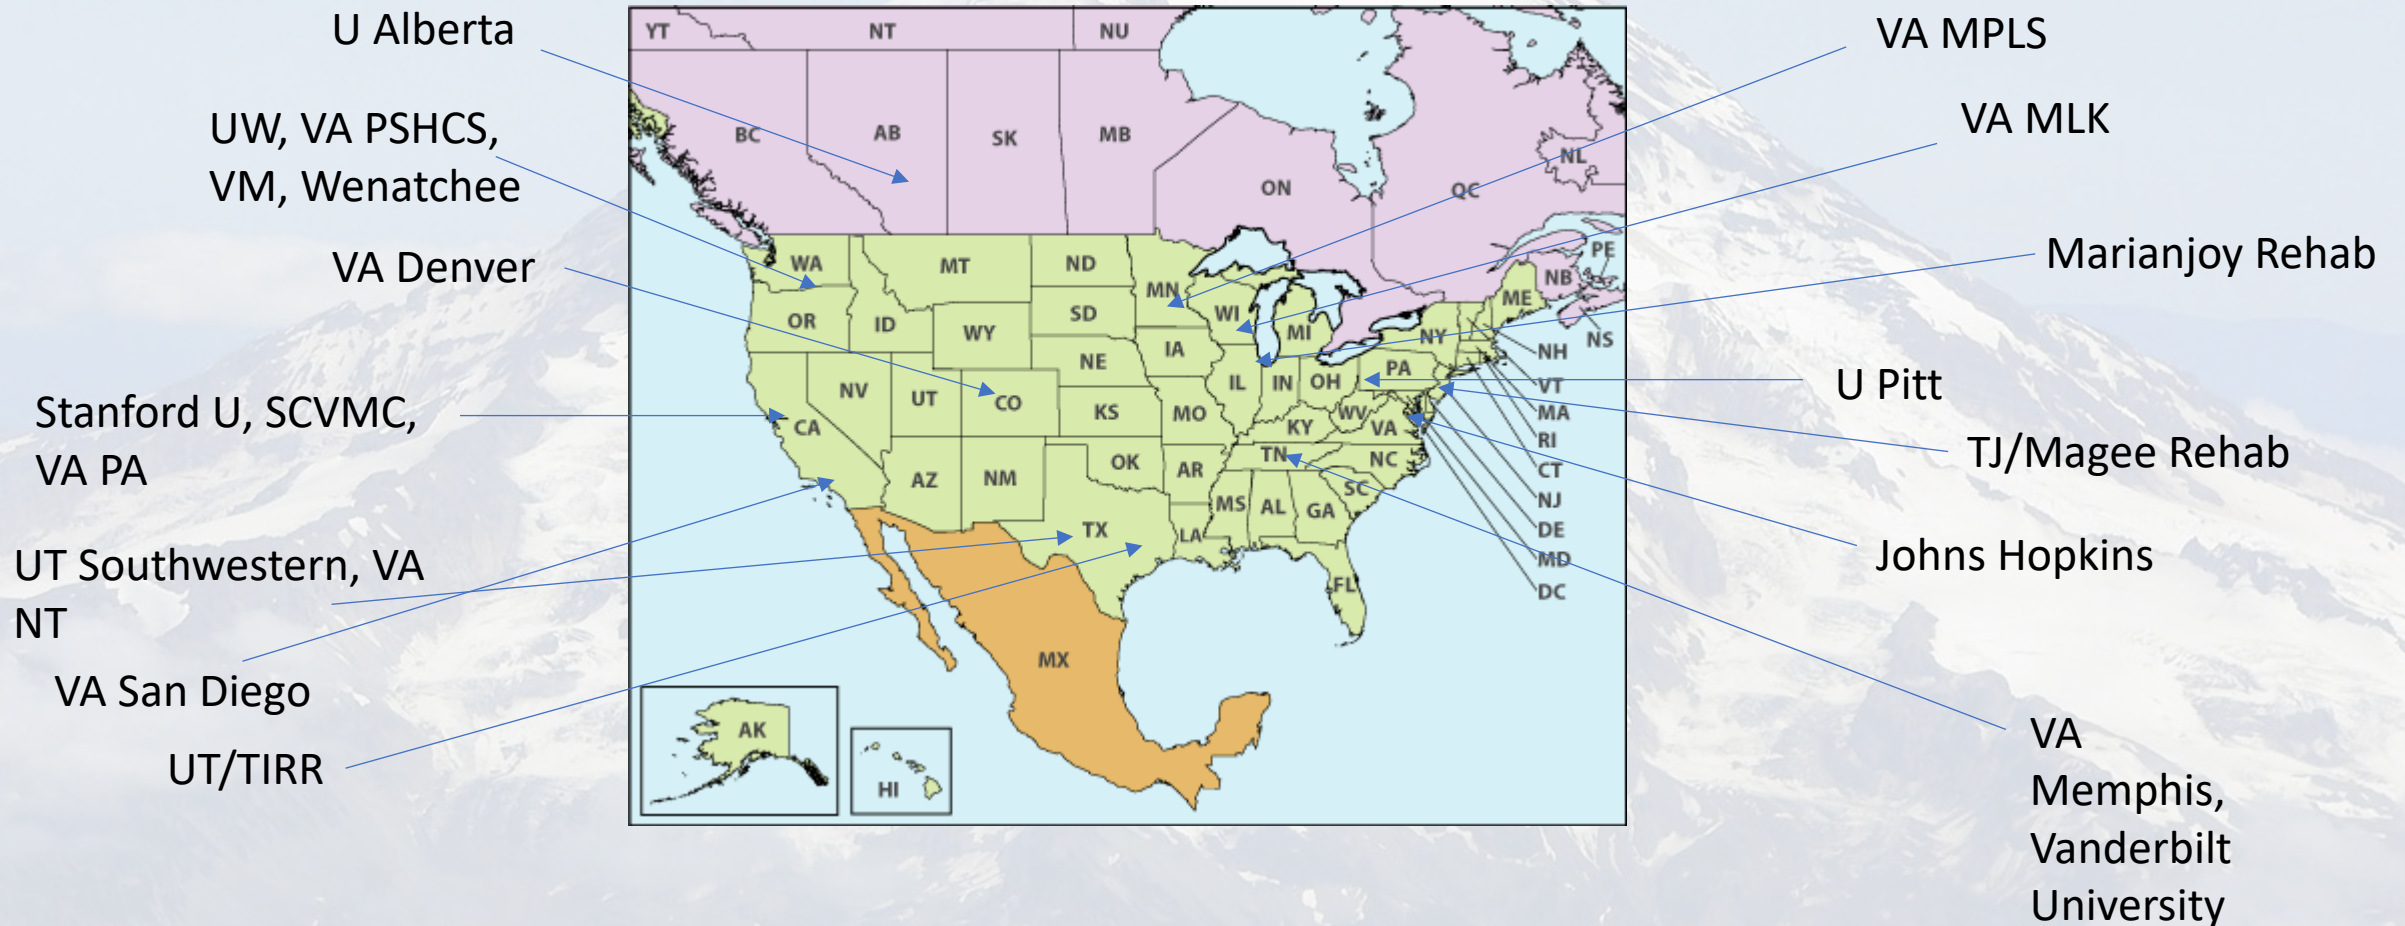 U Alberta
UW, VA PSHCS,
VM, Wenatchee
VA Denver
Stanford U, SCVMC,
VA PA
UT Southwestern, VA
NT
VA San Diego
UT/TIRR
YT
NT
NU
BC
AB
SK
MB
ON
QC
NL
PE
NB
NS
WA
MT
ND
MN
OR
ID
WY
SD
WI
MI
NY
ME
NV
UT
CO
NE
IA
IL
IN
OH
PA
CA
KS
MO
KY
WV
VA
AZ
NM
OK
AR
TN
NC
SC
TX
LA
MS
AL
GA
FL
NH
VT
MA
RI
CT
NJ
DE
MD
DC
MX
AK
HI
VA MPLS
VA MLK
Marianjoy Rehab
U Pitt
TJ/Magee Rehab
Johns Hopkins
VA
Memphis,
Vanderbilt
University